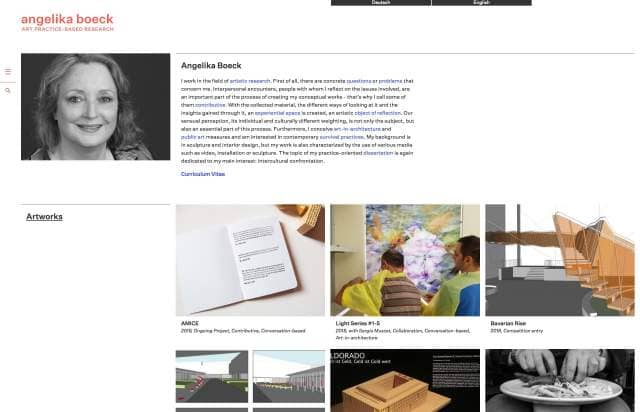 Deutsch
English
angelika boeck
ART PRACTICE-BASED RESEARCH
Angelika Boeck
I work in the field of artistic research. First of all, there are concrete questions or problems that
concern me. Interpersonal encounters, people with whom I reflect on the issues involved, are
an important part of the process of creating my conceptual works - that's why I call some of
them contributive. With the collected material, the different ways of looking at it and the
insights gained through it, an experiential space is created, an artistic object of reflection. Our
sensual perception, its individual and culturally different weighting, is not only the subject, but
also an essential part of this process. Furthermore, I conceive art-in-architecture and
public art measures and am interested in contemporary survival practices. My background is
in sculpture and interior design, but my work is also characterized by the use of various media
such as video, installation or sculpture. The topic of my practice-oriented dissertation is again
dedicated to my main interest: intercultural confrontation.
Curriculum Vitae
Artworks
AMICE
2019, Ongoing Project, Contributive, Conversation-based
Light Series #1-5
2018, with Sergio Muscat, Collaboration, Conversation-based,
Art-in-architecture
Bavarian Rise
2018, Competition entry
LDORADO
ist Geld, Geld ist Gold wert